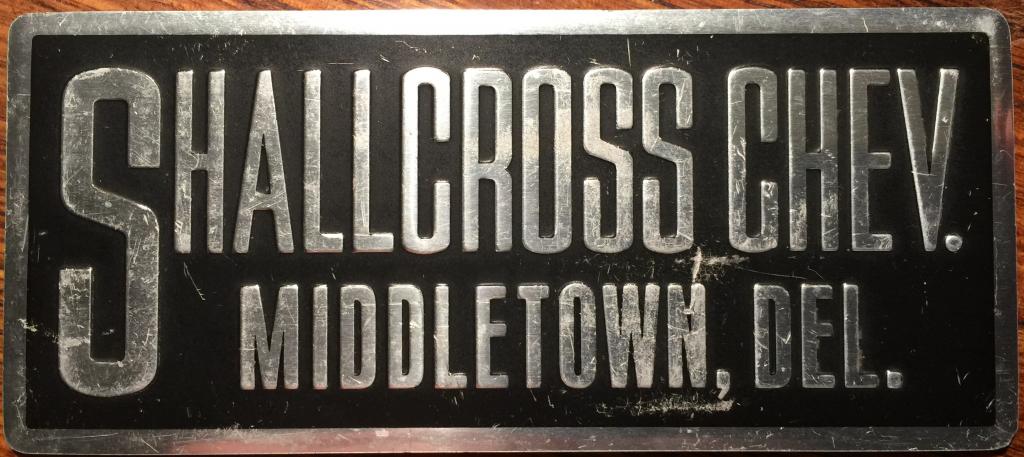 SHALLCROSS CHEV.
MIDDLETOWN, DEL.